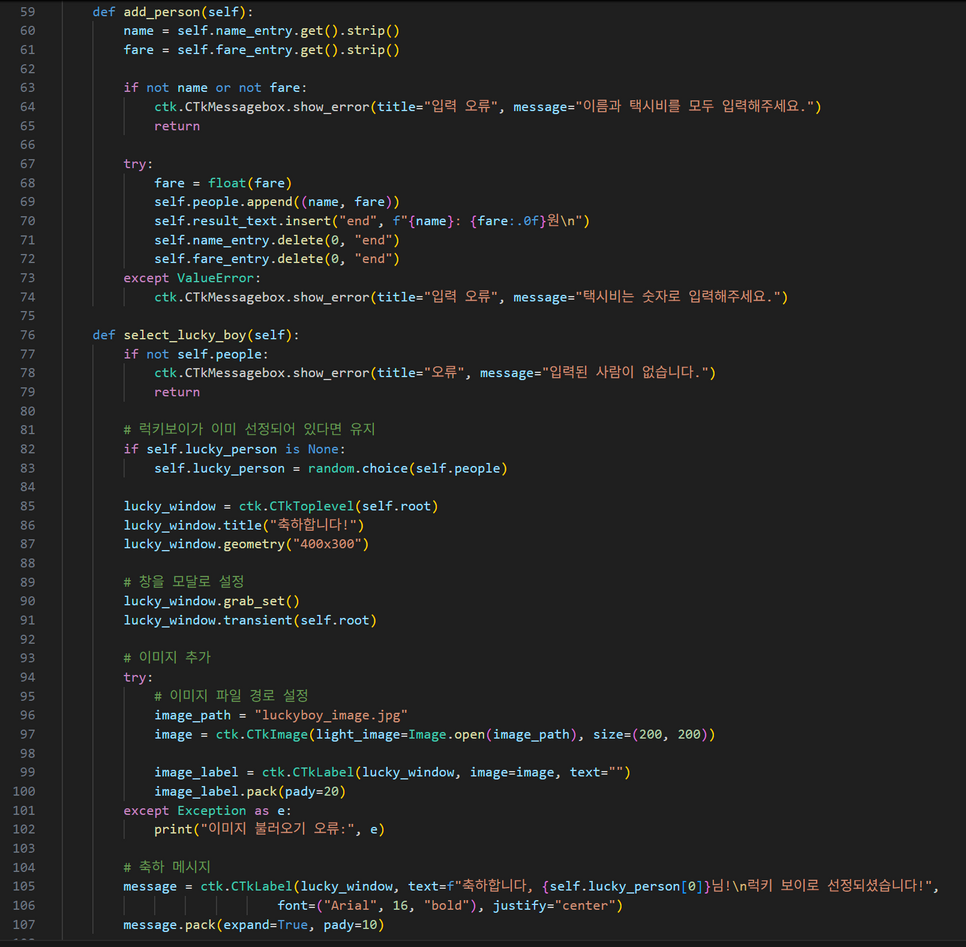 59 def add_person(self):
60 name = self.name_entry.get().strip()
61 fare = self.fare_entry.get().strip()
62
63 if not name or not fare:
64 ctk.CTkMessagebox.show_error(title="입력 오류", message="이름과 택시비를 모두 입력해주세요.")
65 return
66
67 try:
68 fare = float(fare)
69 self.people.append((name, fare))
70 self.result_text.insert("end", f"{name}: {fare:.0f}원\n")
71 self.name_entry.delete(0, "end")
72 self.fare_entry.delete(0, "end")
73 except ValueError:
74 ctk.CTkMessagebox.show_error(title="입력 오류", message="택시비는 숫자로 입력해주세요.")
75
76 def select_lucky_boy(self):
77 if not self.people:
78 ctk.CTkMessagebox.show_error(title="오류", message="입력된 사람이 없습니다.")
79 return
80
81 # 럭키보이가 이미 선정되어 있다면 유지
82 if self.lucky_person is None:
83 self.lucky_person = random.choice(self.people)
84
85 lucky_window = ctk.CTkToplevel(self.root)
86 lucky_window.title("축하합니다!")
87 lucky_window.geometry("400x300")
88
89 # 창을 모달로 설정
90 lucky_window.grab_set()
91 lucky_window.transient(self.root)
92
93 # 이미지 추가
94 try:
95 # 이미지 파일 경로 설정
96 image_path = "luckyboy_image.jpg"
97 image = ctk.CTkImage(light_image=Image.open(image_path), size=(200, 200))
98
99 image_label = ctk.CTkLabel(lucky_window, image=image, text="")
100 image_label.pack(pady=20)
101 except Exception as e:
102 print("이미지 불러오기 오류:", e)
103
104 # 축하 메시지
105 message = ctk.CTkLabel(lucky_window, text=f"축하합니다, {self.lucky_person[0]}님!\n럭키 보이로 선정되셨습니다!",
106 font=("Arial", 16, "bold"), justify="center")
107 message.pack(expand=True, pady=10)